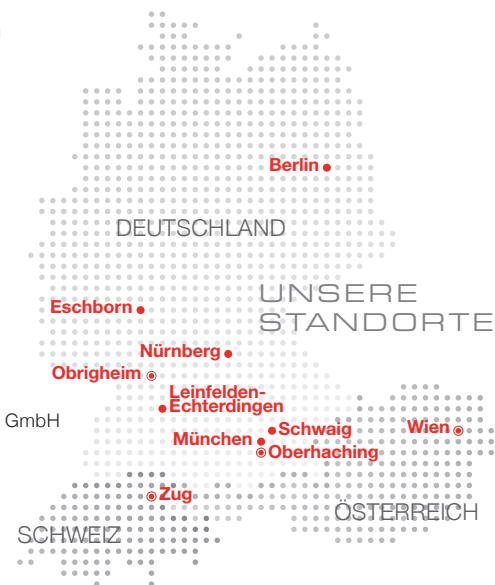 Berlin
DEUTSCHLAND
UNSERE
STANDORTE
Eschborn
Nürnberg
Obrigheim
Leinfelden-
Echterdingen
GmbH
Schwaig
Wien
München
Oberhaching
Zug
ÖSTERREICH
SCHWEIZ